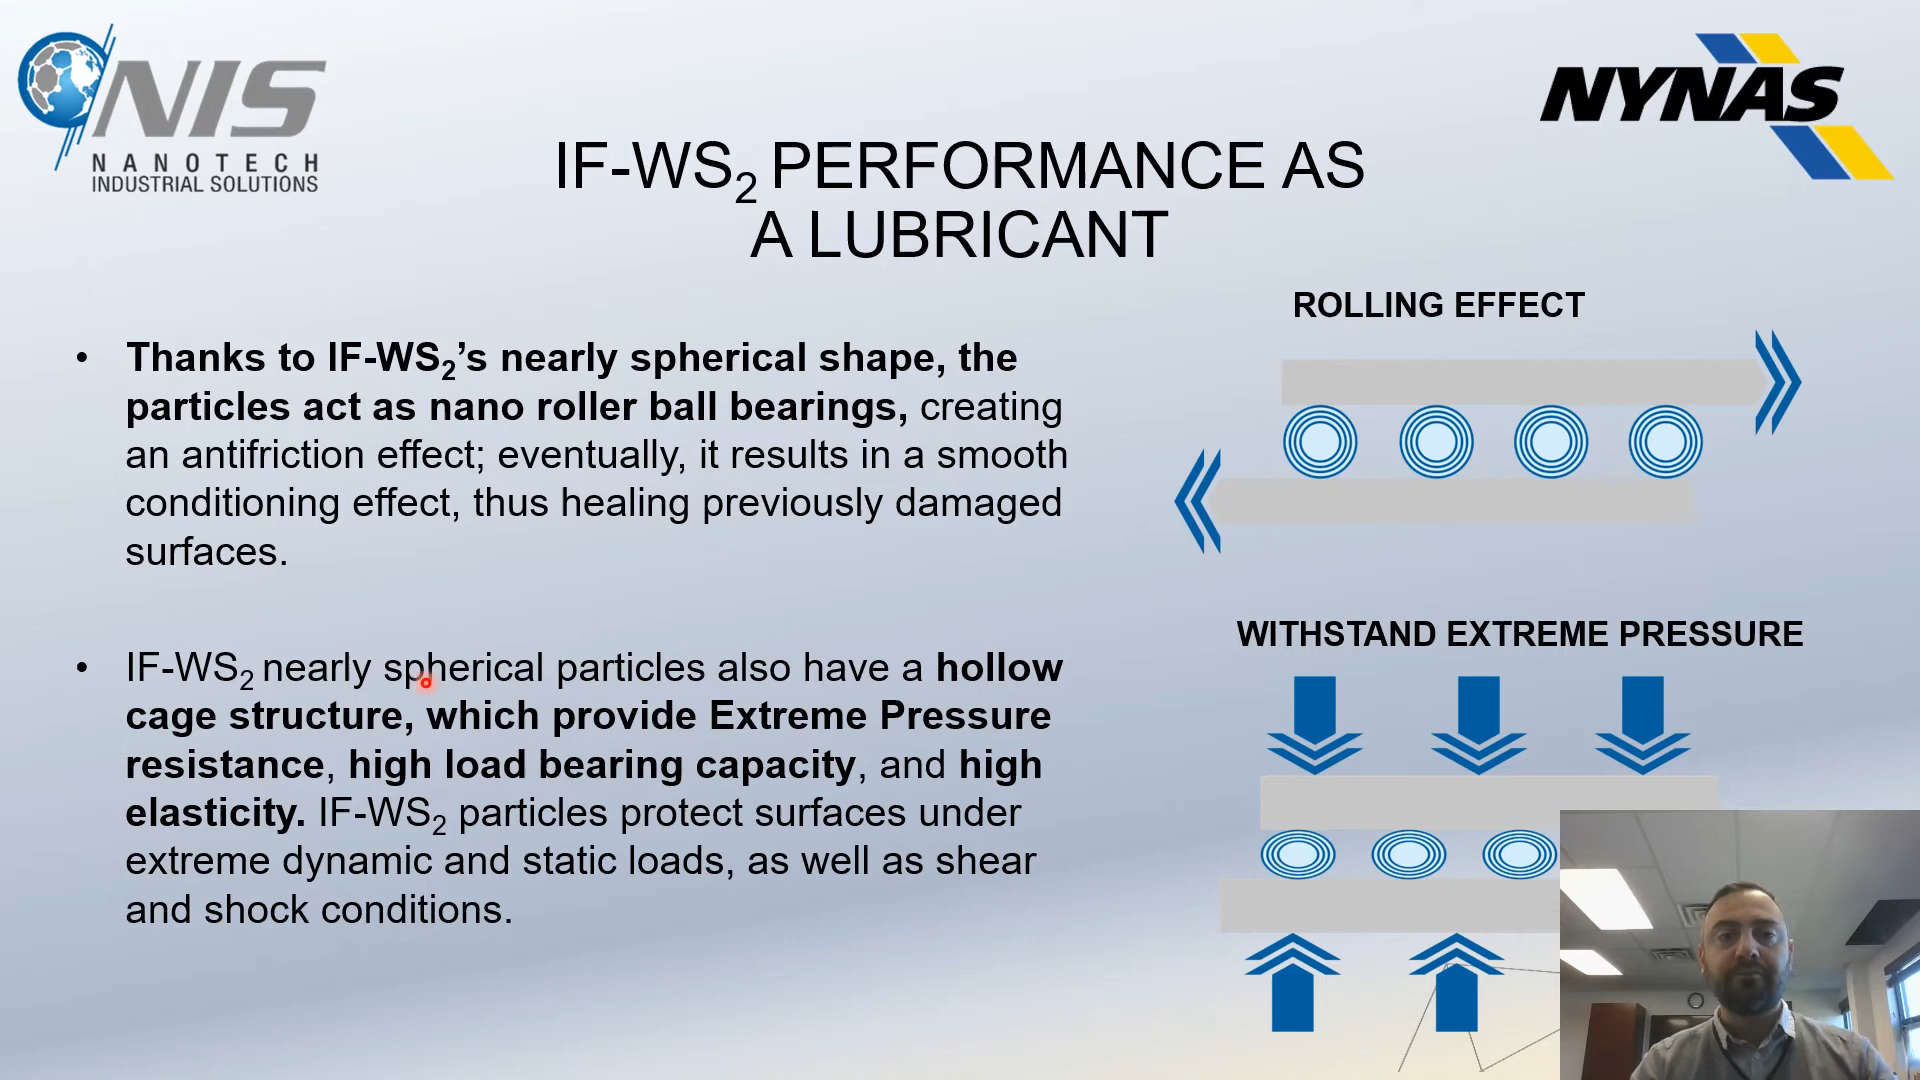 NIS
NANOTECH
INDUSTRIAL SOLUTIONS
NYNAS
IF-WS2 PERFORMANCE AS
A LUBRICANT
• Thanks to IF-WS2’s nearly spherical shape, the
particles act as nano roller ball bearings, creating
an antifriction effect; eventually, it results in a smooth
conditioning effect, thus healing previously damaged
surfaces.
• IF-WS2 nearly spherical particles also have a hollow
cage structure, which provide Extreme Pressure
resistance, high load bearing capacity, and high
elasticity. IF-WS2 particles protect surfaces under
extreme dynamic and static loads, as well as shear
and shock conditions.
ROLLING EFFECT
WITHSTAND EXTREME PRESSURE